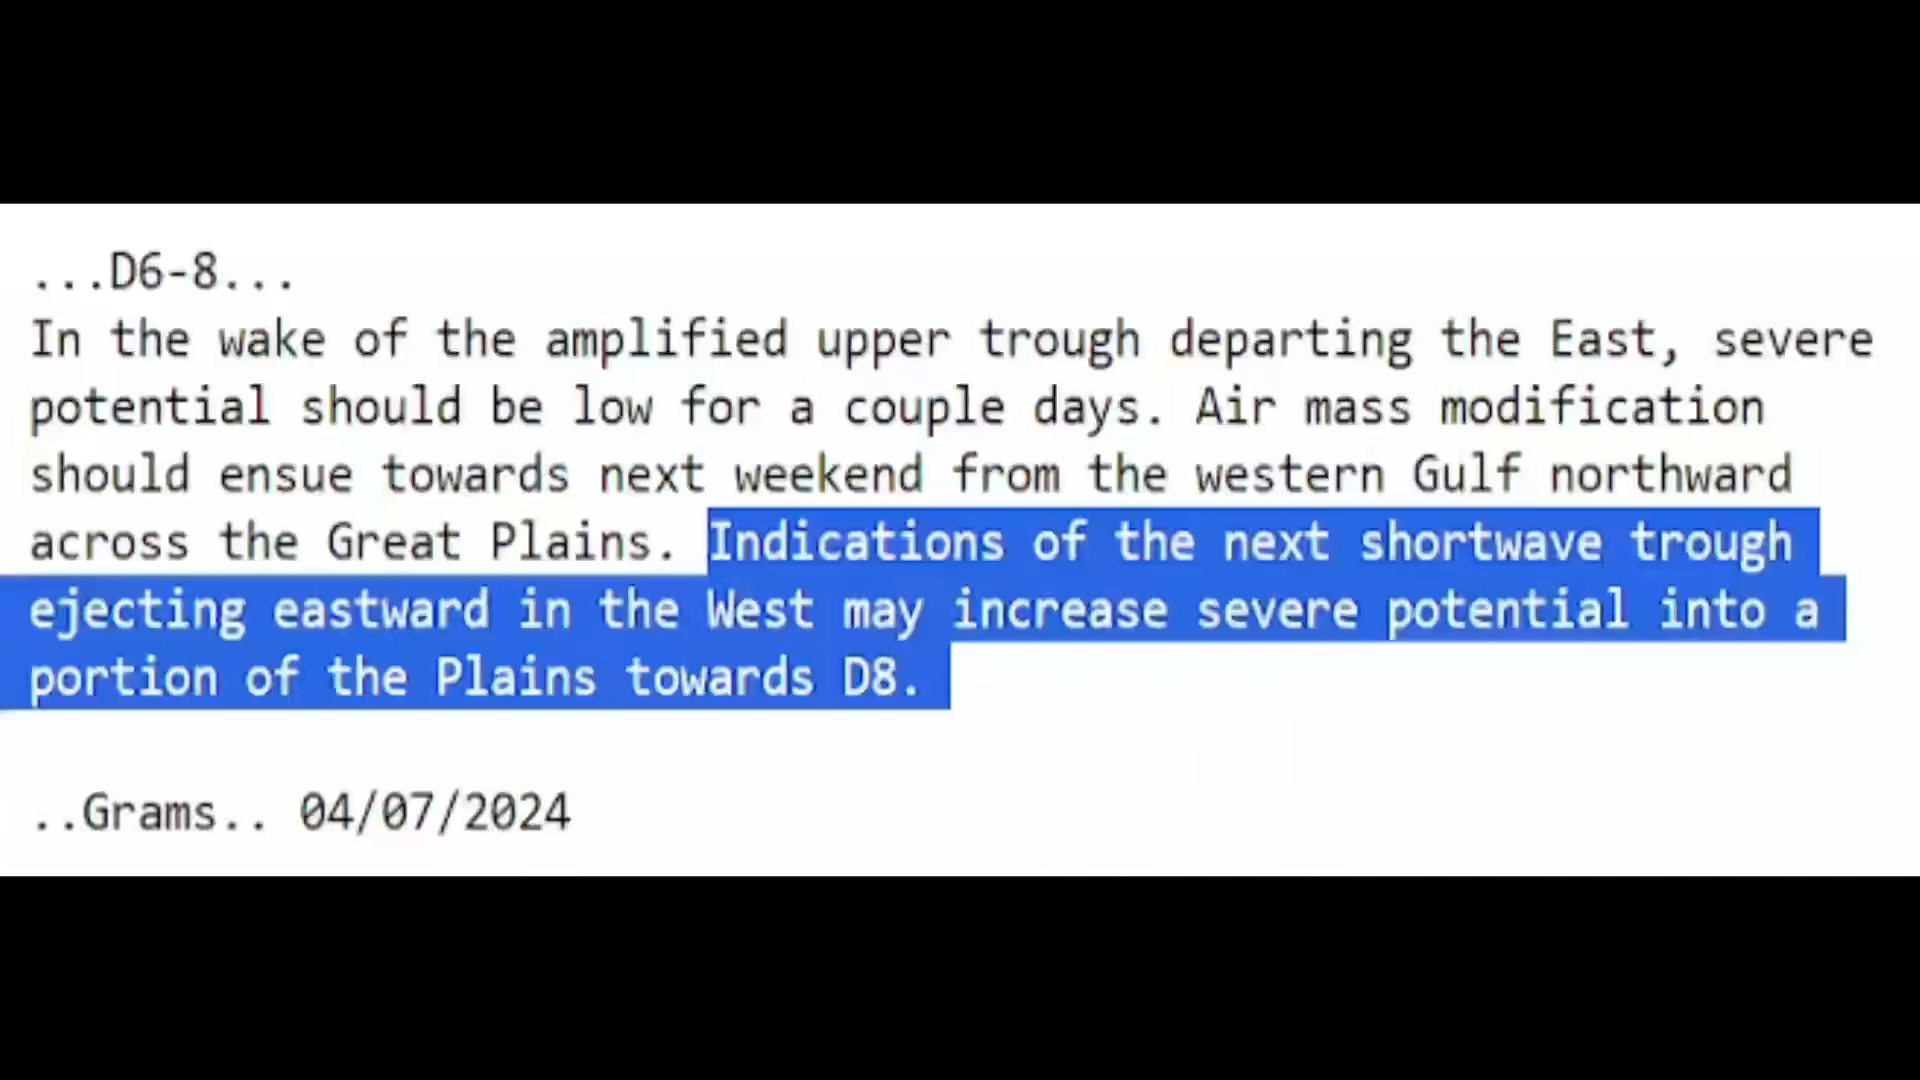 ...D6-8...
In the wake of the amplified upper trough departing the East, severe
potential should be low for a couple days. Air mass modification
should ensue towards next weekend from the western Gulf northward
across the Great Plains. Indications of the next shortwave trough
ejecting eastward in the West may increase severe potential into a
portion of the Plains towards D8.
..Grams.. 04/07/2024